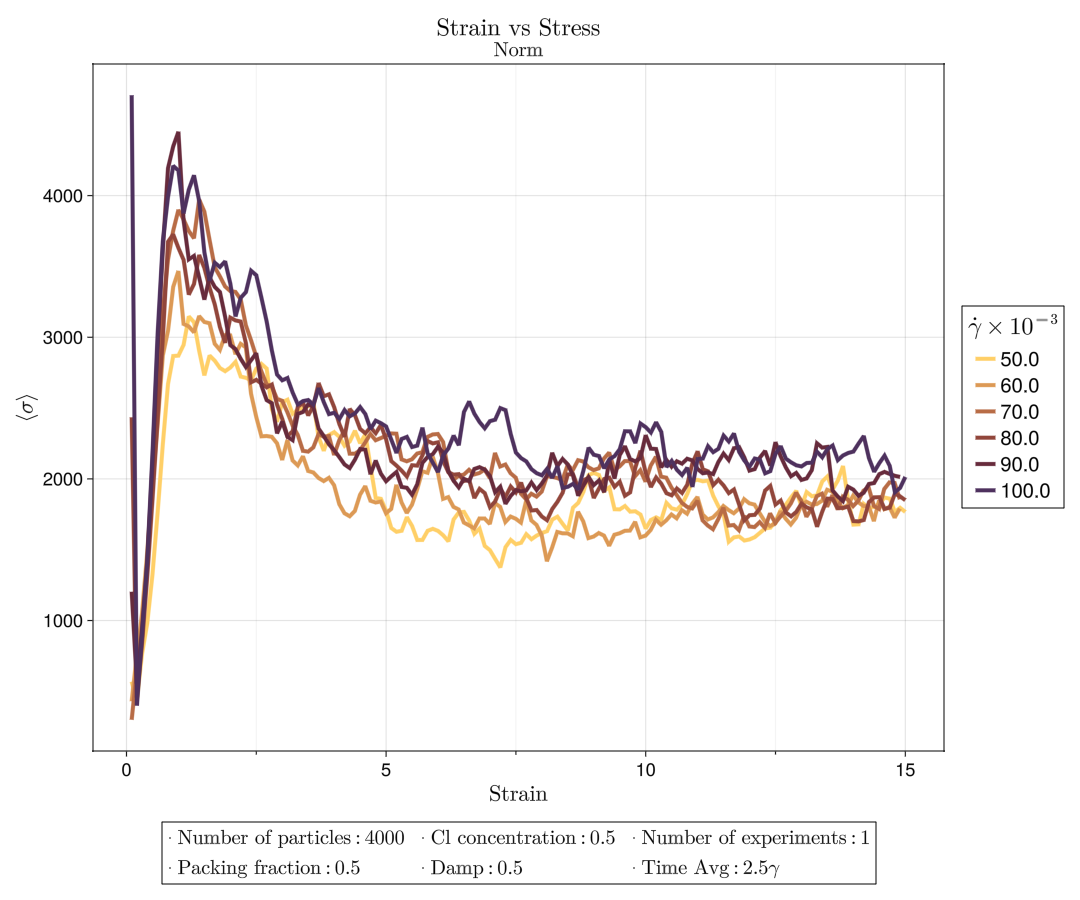 Strain vs Stress
Norm
⟨σ⟩
4000
3000
2000
1000
0 5 10 15
Strain
γ̇ × 10⁻³
50.0
60.0
70.0
80.0
90.0
100.0
· Number of particles : 4000 · Cl concentration : 0.5 · Number of experiments : 1
· Packing fraction : 0.5 · Damp : 0.5 · Time Avg : 2.5γ